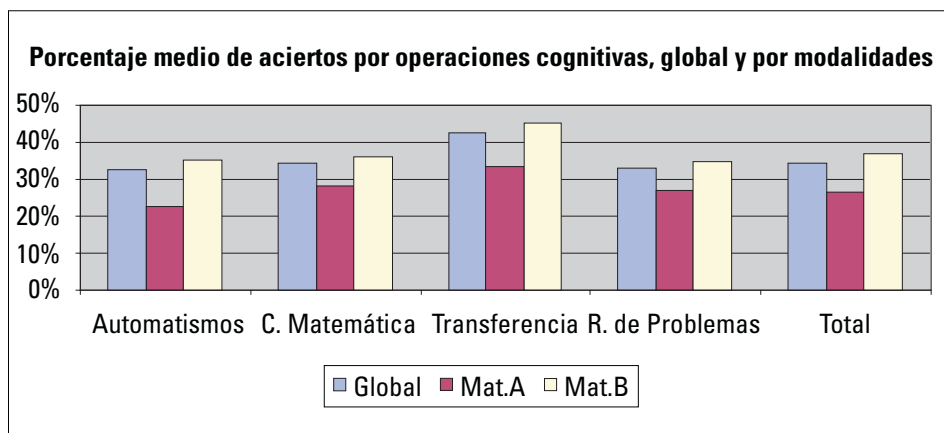 Porcentaje medio de aciertos por operaciones cognitivas, global y por modalidades
50%
40%
30%
20%
10%
0%
Automatismos C. Matemática Transferencia R. de Problemas Total
Global Mat.A Mat.B